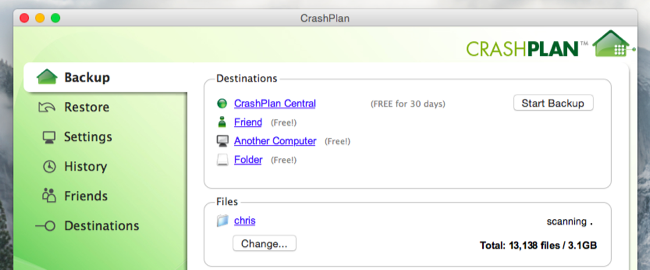 CrashPlan
CRASHPLAN™
Backup
Restore
Settings
History
Friends
Destinations
Destinations
CrashPlan Central (FREE for 30 days) Start Backup
Friend (Free!)
Another Computer (Free!)
Folder (Free!)
Files
chris scanning .
Change... Total: 13,138 files / 3.1GB